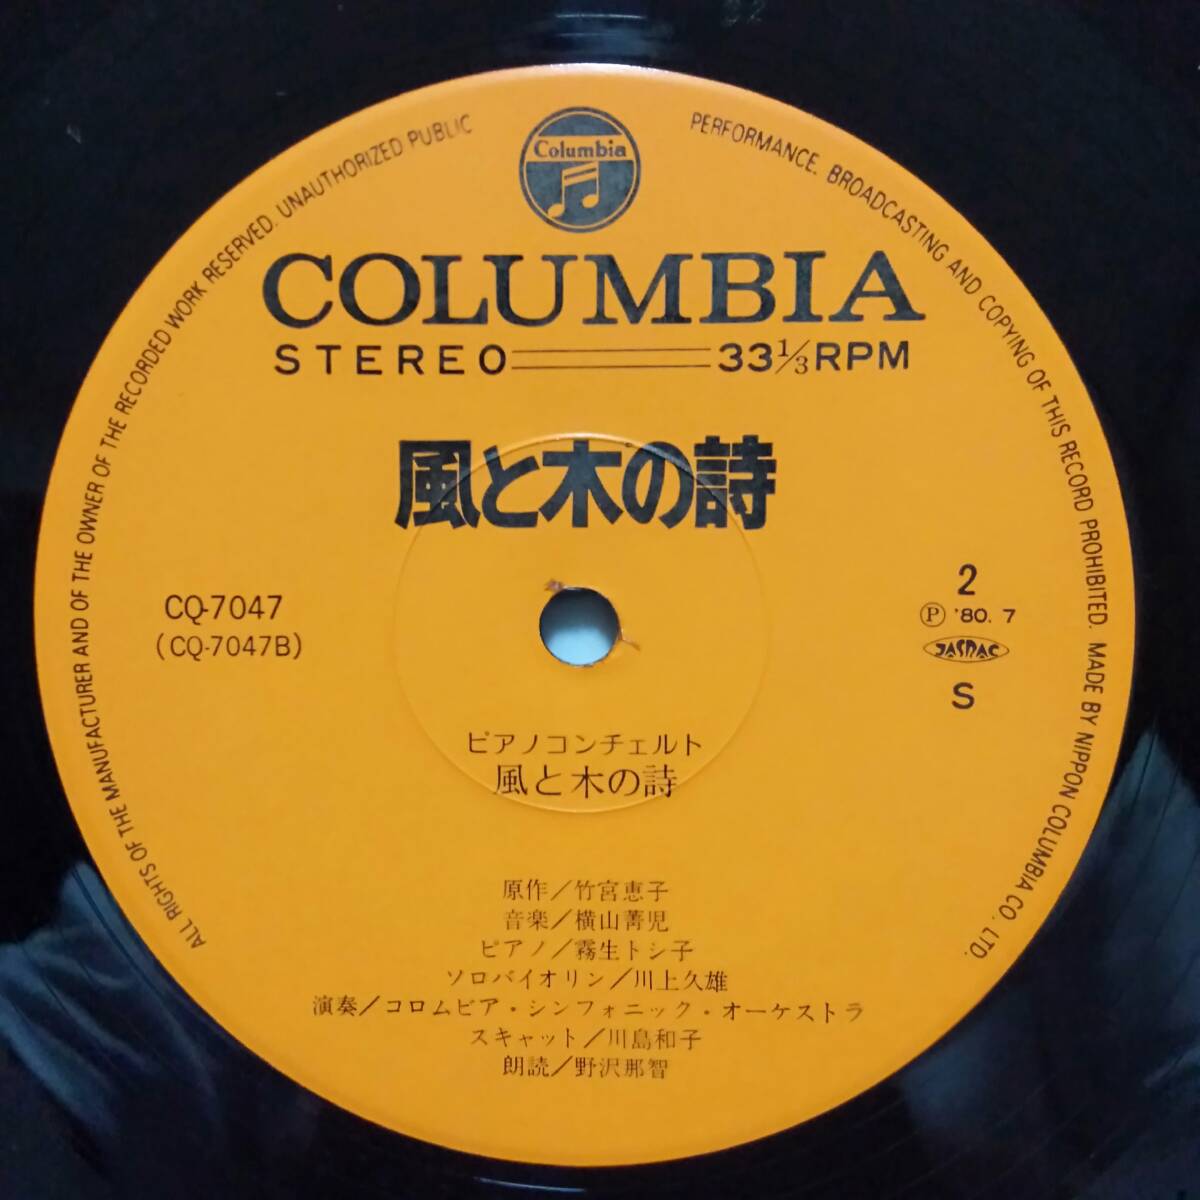 Columbia
COLUMBIA
STEREO 33 1/3 RPM
風と木の詩
CQ-7047
(CQ-7047B)
2
Ⓟ '80. 7
JASRAC
S
ピアノコンチェルト
風と木の詩
原作/竹宮恵子
音楽/横山菁児
ピアノ/霧生トシ子
ソロバイオリン/川上久雄
演奏/コロムビア・シンフォニック・オーケストラ
スキャット/川島和子
朗読/野沢那智
ALL RIGHTS OF THE MANUFACTURER AND OF THE OWNER OF THE RECORDED WORK RESERVED. UNAUTHORIZED PUBLIC PERFORMANCE. BROADCASTING AND COPYING OF THIS RECORD PROHIBITED. MADE BY NIPPON COLUMBIA CO. LTD.